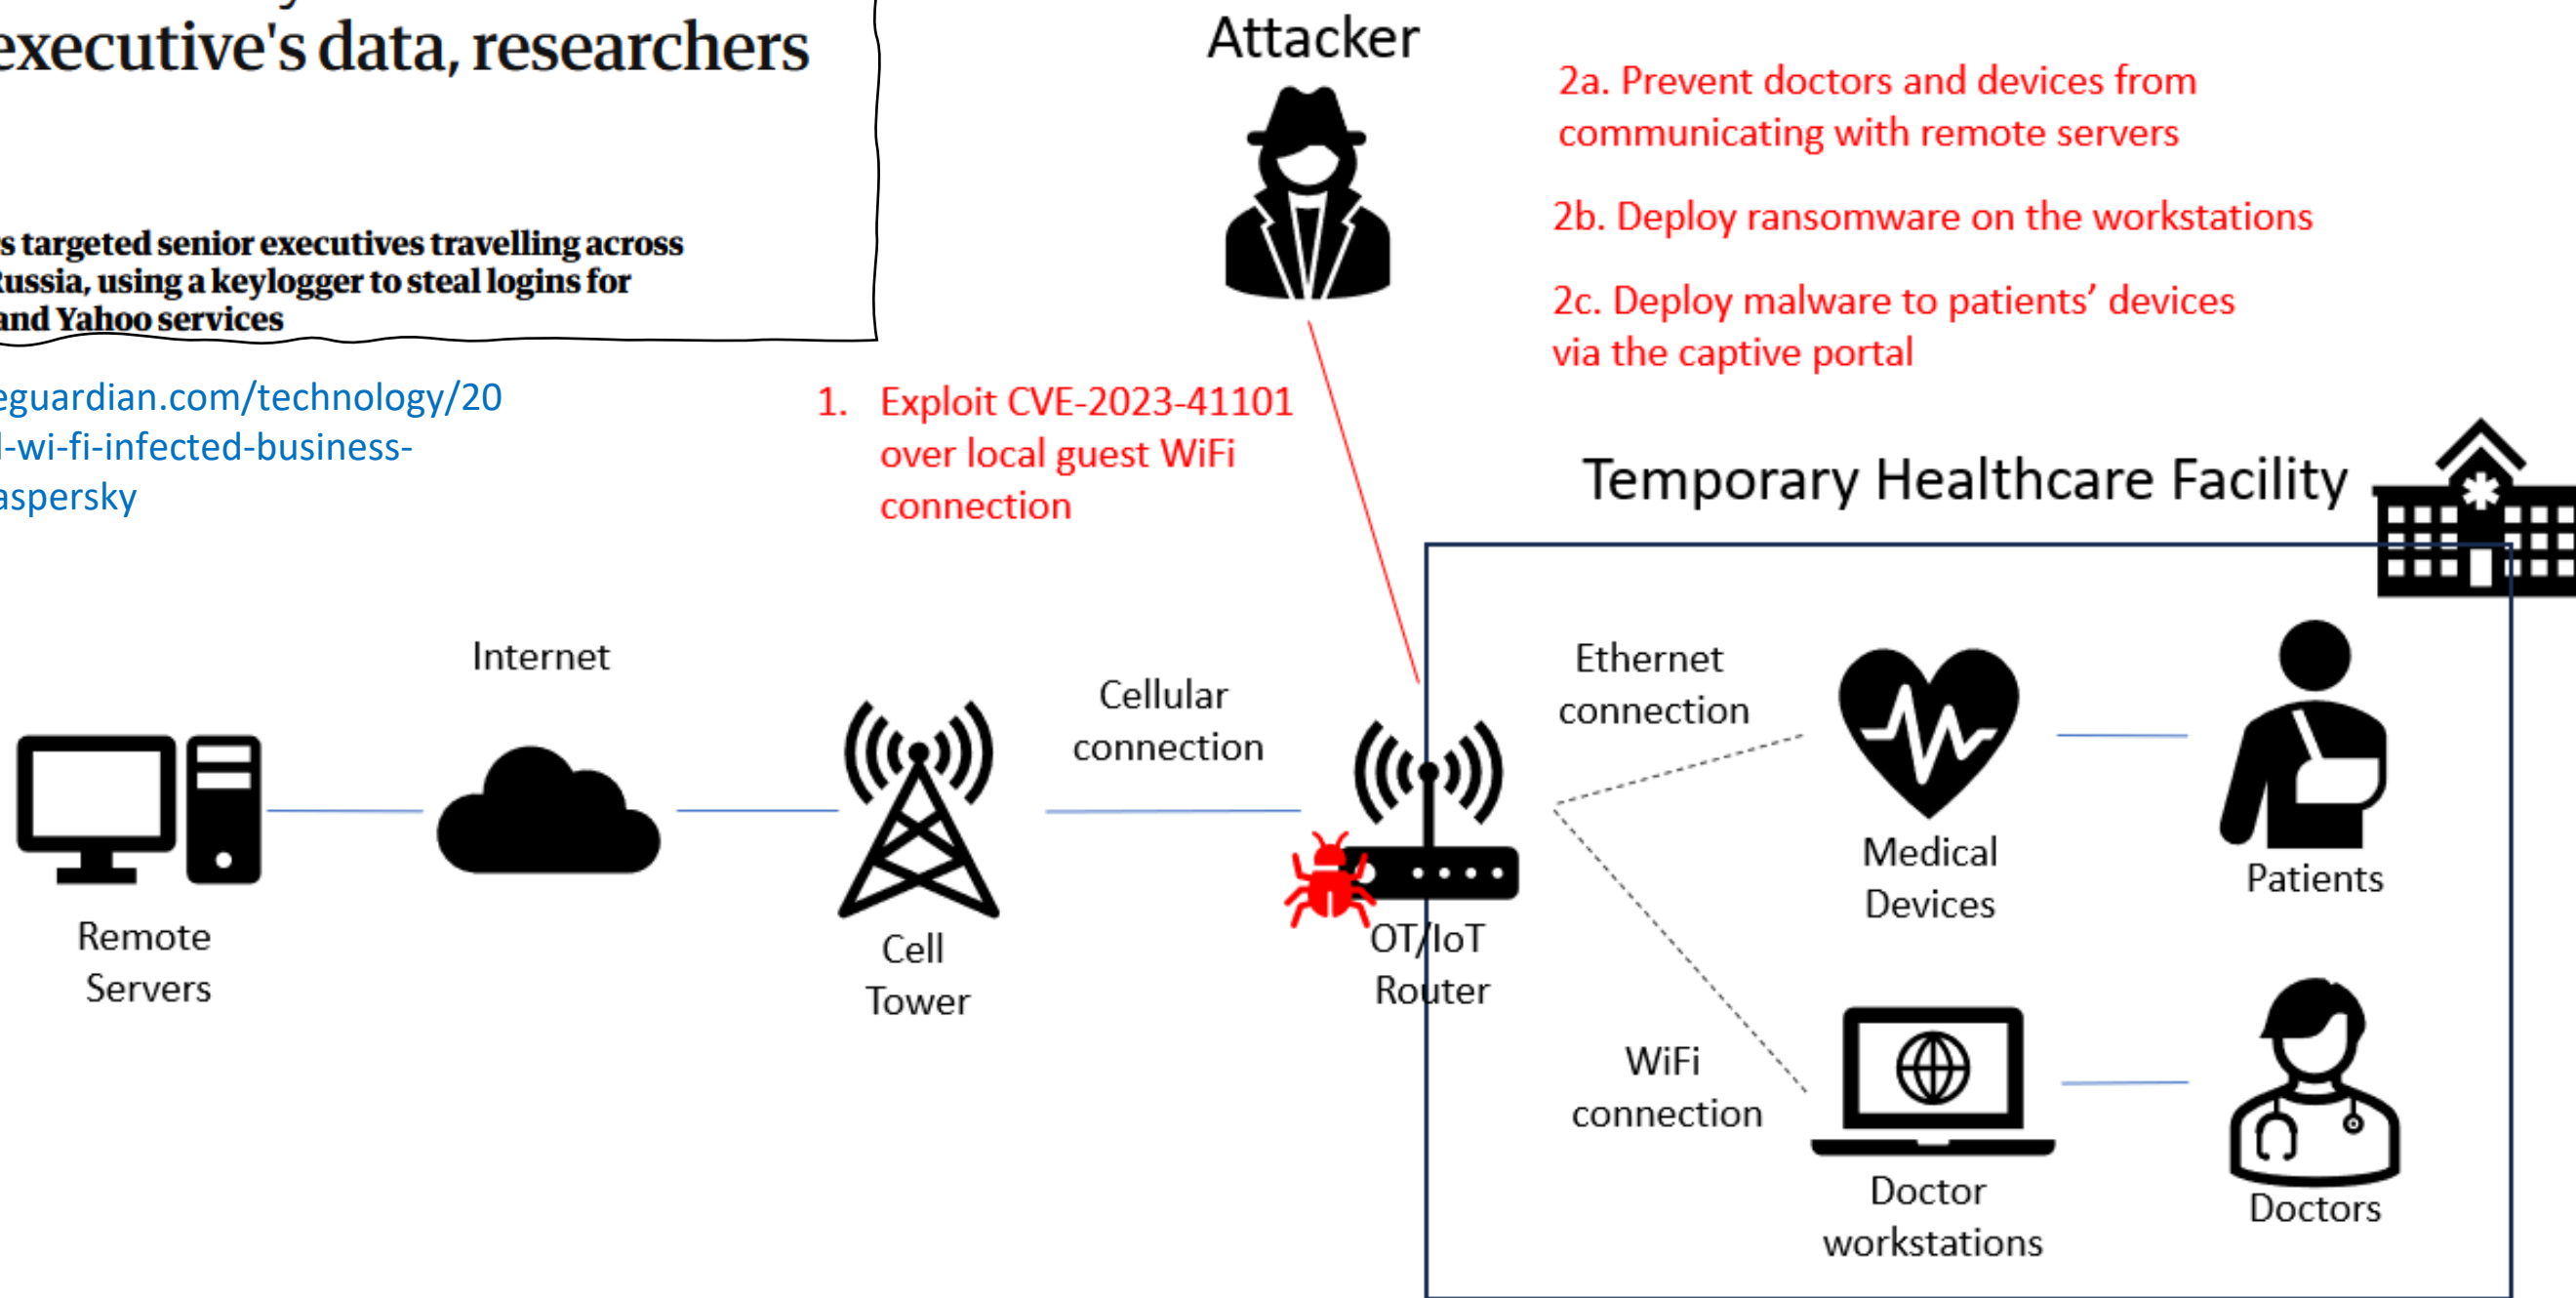 executive's data, researchers
s targeted senior executives travelling across
Russia, using a keylogger to steal logins for
and Yahoo services
eguardian.com/technology/20
l-wi-fi-infected-business-
aspersky
Attacker
2a. Prevent doctors and devices from
communicating with remote servers
2b. Deploy ransomware on the workstations
2c. Deploy malware to patients’ devices
via the captive portal
1. Exploit CVE-2023-41101
over local guest WiFi
connection
Temporary Healthcare Facility
Internet
Cellular
connection
Ethernet
connection
Remote
Servers
Cell
Tower
OT/IoT
Router
Medical
Devices
Patients
WiFi
connection
Doctor
workstations
Doctors